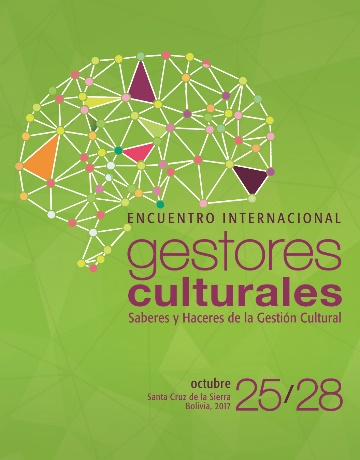 ENCUENTRO INTERNACIONAL
gestores
culturales
Saberes y Haceres de la Gestión Cultural
octubre
Santa Cruz de la Sierra
Bolivia, 2017
25/28